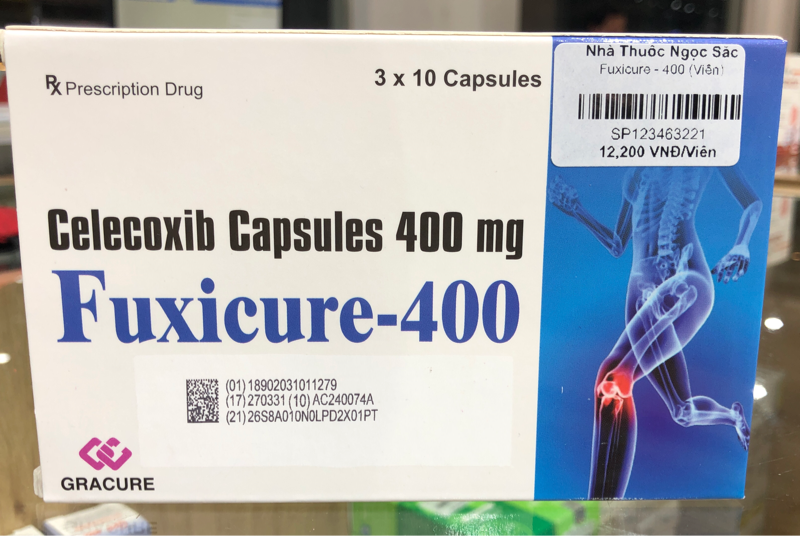 Rx Prescription Drug
3 x 10 Capsules
Nhà Thuốc Ngọc Sắc
Fuxicure - 400 (Viên)
SP123463221
12,200 VNĐ/Viên
Celecoxib Capsules 400 mg
Fuxicure-400
(01) 18902031011279
(17) 270331 (10) AC240074A
(21) 26S8A010N0LPD2X01PT
GRACURE